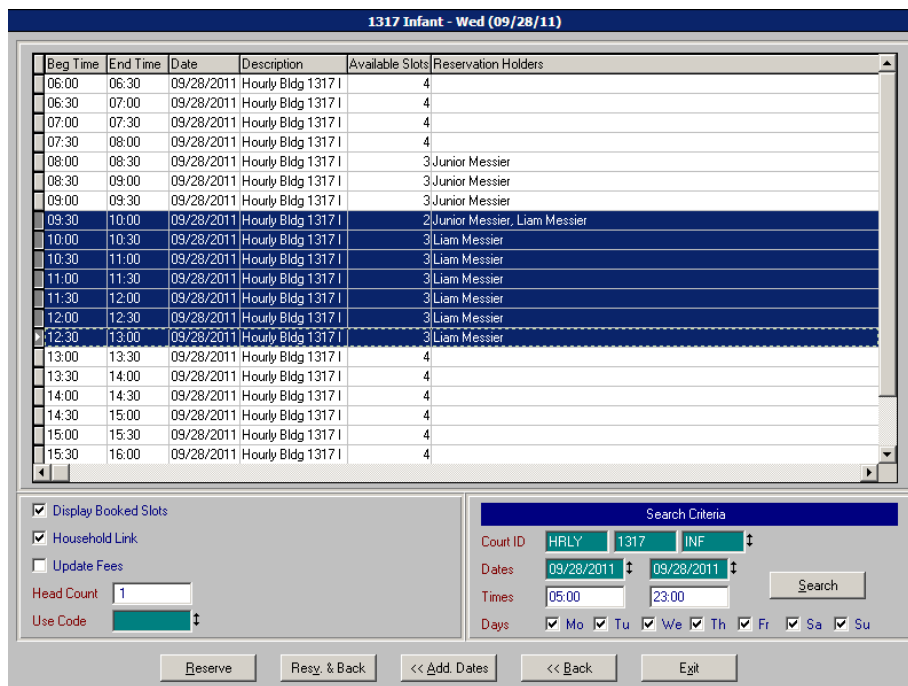 1317 Infant - Wed (09/28/11)
Beg Time End Time Date Description Available Slots Reservation Holders
06:00 06:30 09/28/2011 Hourly Bldg 1317 I 4
06:30 07:00 09/28/2011 Hourly Bldg 1317 I 4
07:00 07:30 09/28/2011 Hourly Bldg 1317 I 4
07:30 08:00 09/28/2011 Hourly Bldg 1317 I 4
08:00 08:30 09/28/2011 Hourly Bldg 1317 I 3 Junior Messier
08:30 09:00 09/28/2011 Hourly Bldg 1317 I 3 Junior Messier
09:00 09:30 09/28/2011 Hourly Bldg 1317 I 3 Junior Messier
09:30 10:00 09/28/2011 Hourly Bldg 1317 I 2 Junior Messier, Liam Messier
10:00 10:30 09/28/2011 Hourly Bldg 1317 I 3 Liam Messier
10:30 11:00 09/28/2011 Hourly Bldg 1317 I 3 Liam Messier
11:00 11:30 09/28/2011 Hourly Bldg 1317 I 3 Liam Messier
11:30 12:00 09/28/2011 Hourly Bldg 1317 I 3 Liam Messier
12:00 12:30 09/28/2011 Hourly Bldg 1317 I 3 Liam Messier
12:30 13:00 09/28/2011 Hourly Bldg 1317 I 3 Liam Messier
13:00 13:30 09/28/2011 Hourly Bldg 1317 I 4
13:30 14:00 09/28/2011 Hourly Bldg 1317 I 4
14:00 14:30 09/28/2011 Hourly Bldg 1317 I 4
14:30 15:00 09/28/2011 Hourly Bldg 1317 I 4
15:00 15:30 09/28/2011 Hourly Bldg 1317 I 4
15:30 16:00 09/28/2011 Hourly Bldg 1317 I 4
Display Booked Slots
Household Link
Update Fees
Head Count 1
Use Code
Search Criteria
Court ID HRLY 1317 INF
Dates 09/28/2011 09/28/2011
Search
Times 05:00 23:00
Days Mo Tu We Th Fr Sa Su
Reserve Resv. & Back << Add. Dates << Back Exit